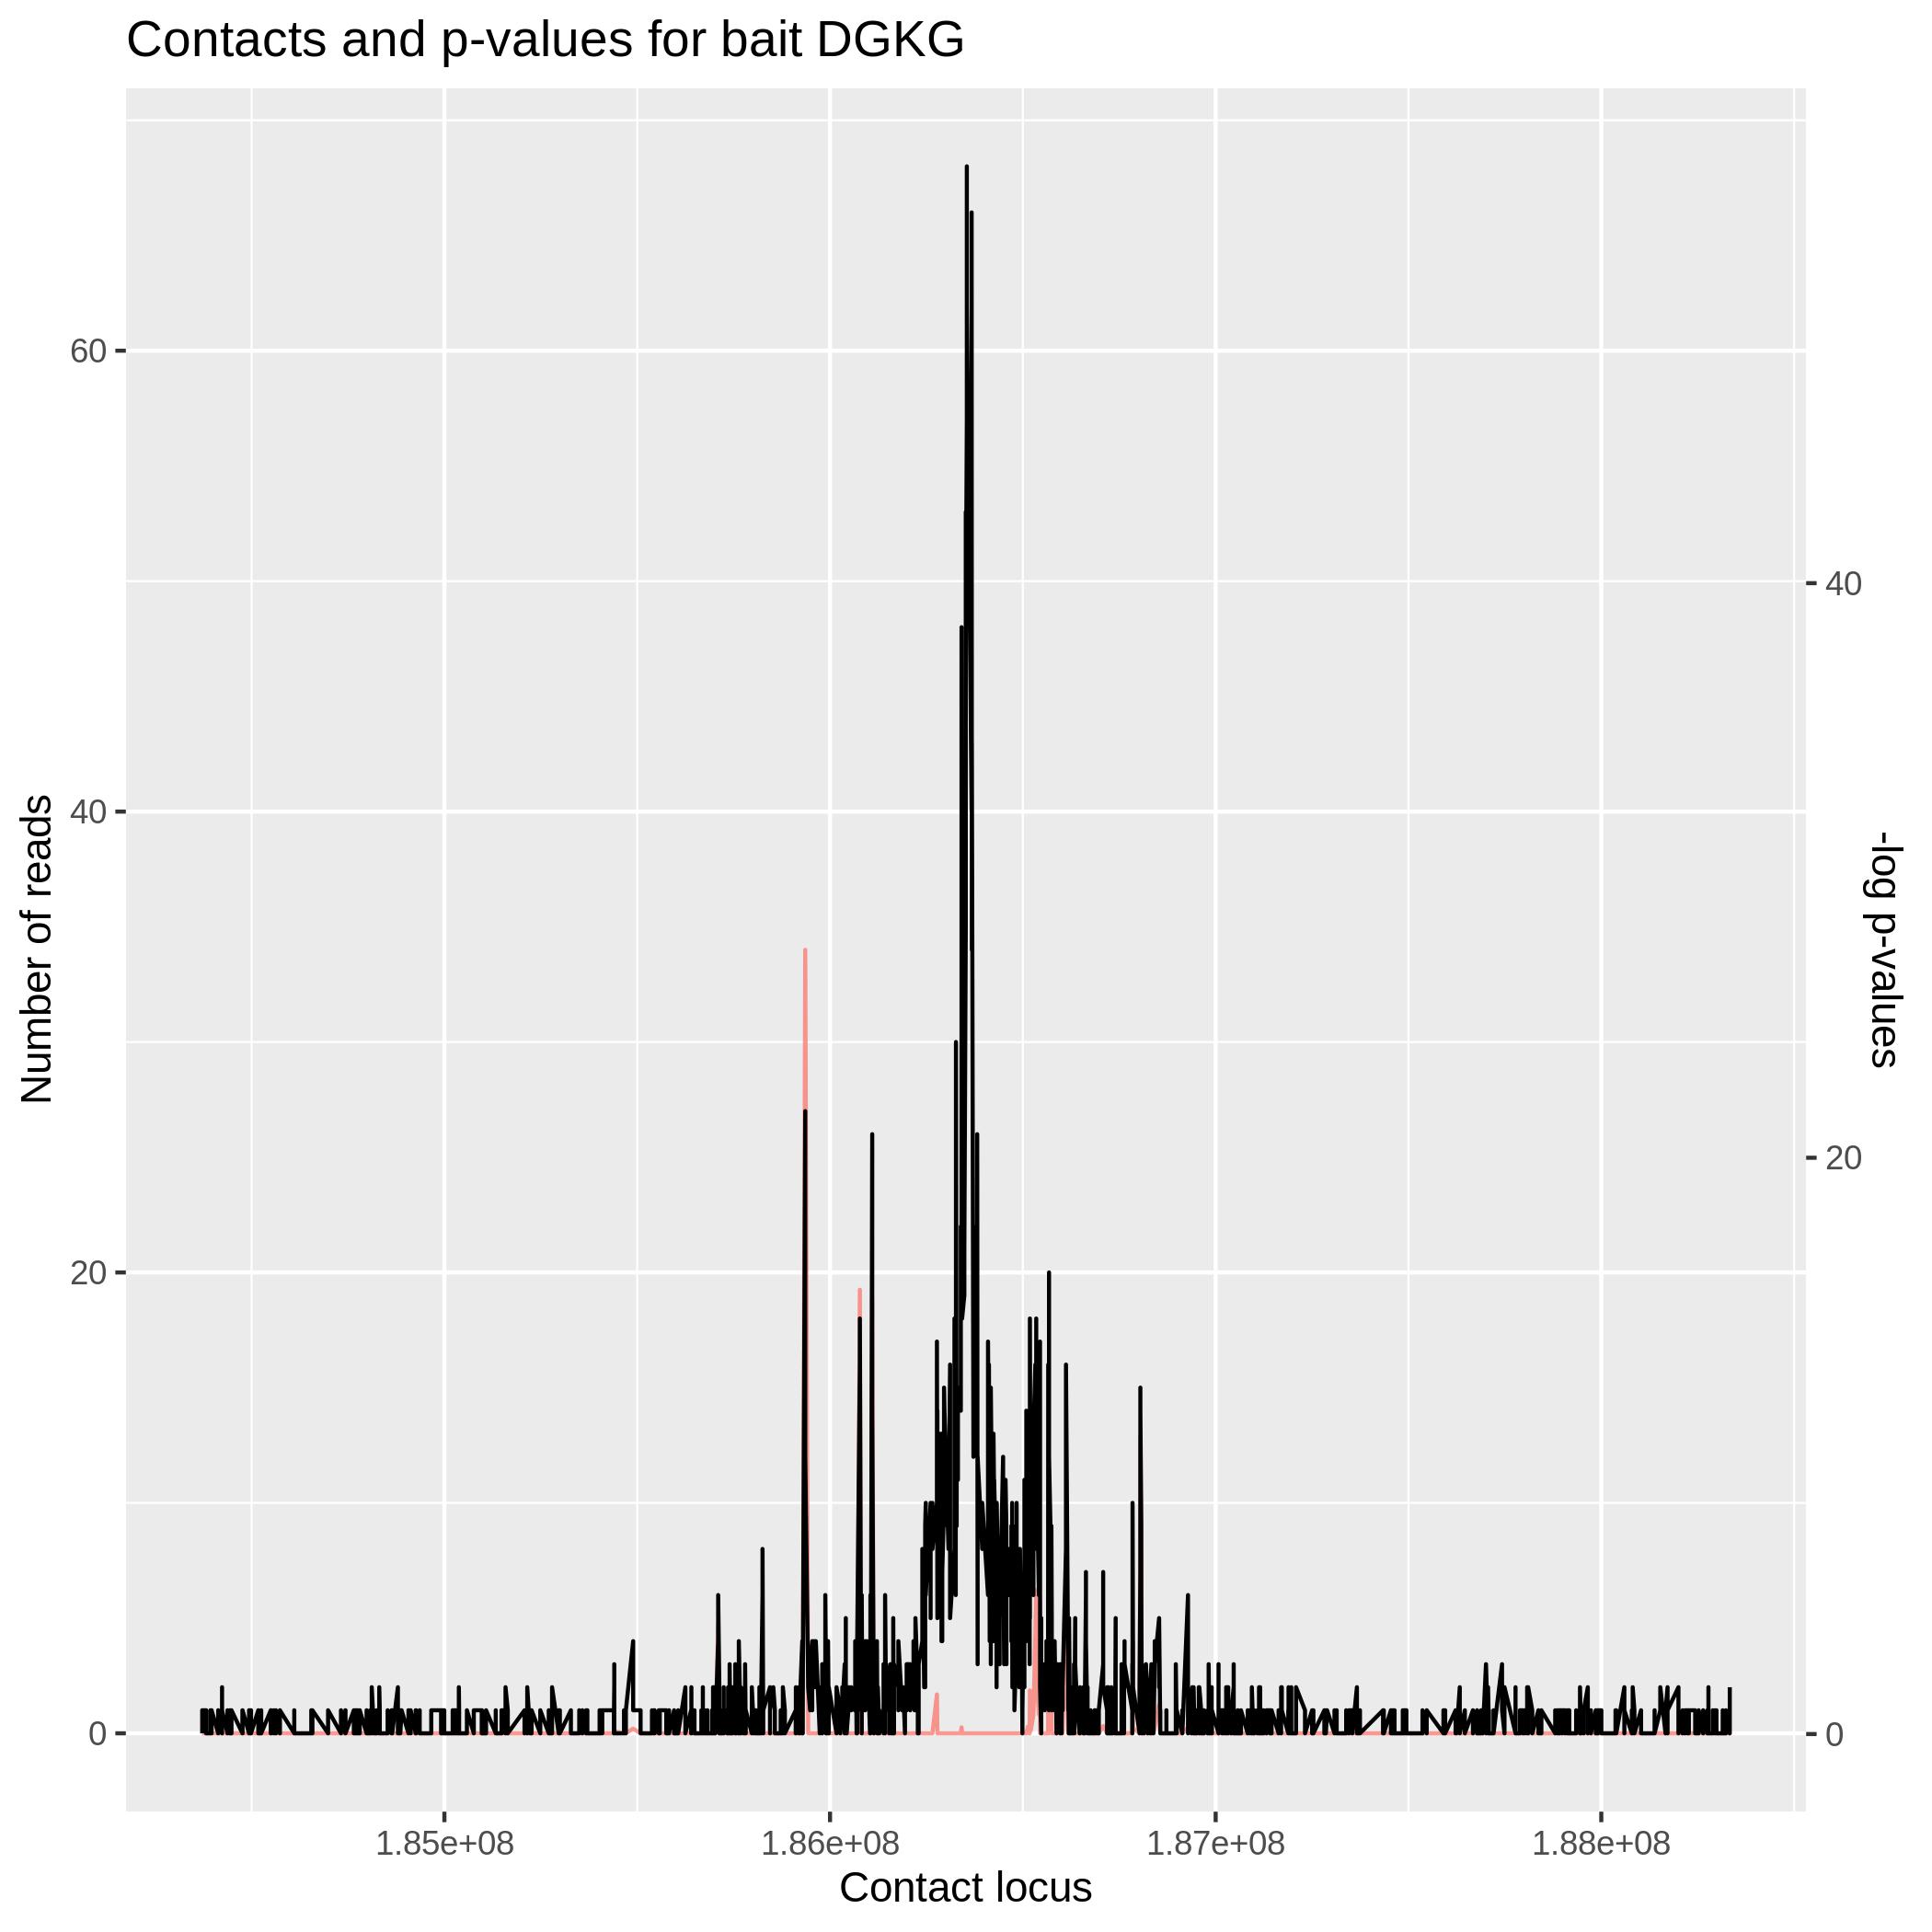 Contacts and p-values for bait DGKG
Number of reads
60
40
20
0
40
20
0
-log p-values
1.85e+08
1.86e+08
1.87e+08
1.88e+08
Contact locus